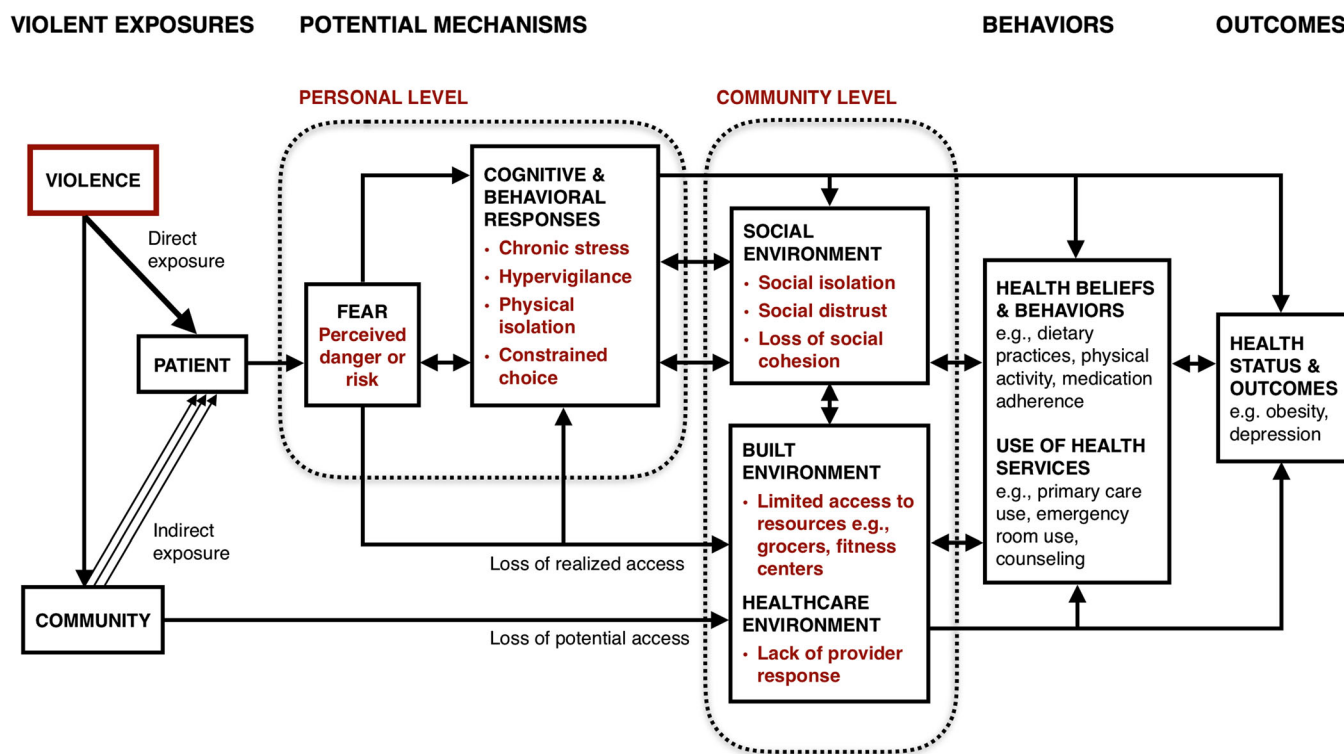 VIOLENT EXPOSURES
POTENTIAL MECHANISMS
BEHAVIORS
OUTCOMES
PERSONAL LEVEL
COMMUNITY LEVEL
VIOLENCE
Direct
exposure
PATIENT
Indirect
exposure
COMMUNITY
FEAR
Perceived
danger or
risk
COGNITIVE &
BEHAVIORAL
RESPONSES
• Chronic stress
• Hypervigilance
• Physical
isolation
• Constrained
choice
Loss of realized access
Loss of potential access
SOCIAL
ENVIRONMENT
• Social isolation
• Social distrust
• Loss of social
cohesion
BUILT
ENVIRONMENT
• Limited access to
resources e.g.,
grocers, fitness
centers
HEALTHCARE
ENVIRONMENT
• Lack of provider
response
HEALTH BELIEFS
& BEHAVIORS
e.g., dietary
practices, physical
activity, medication
adherence
USE OF HEALTH
SERVICES
e.g., primary care
use, emergency
room use,
counseling
HEALTH
STATUS &
OUTCOMES
e.g. obesity,
depression